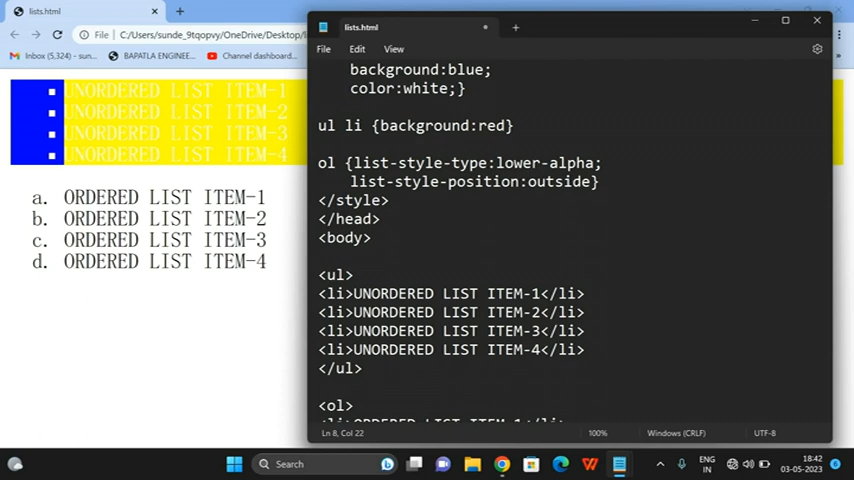 lists.html
File
C:/Users/sunde_9tqopvy/OneDrive/Desktop/l
Inbox (5,324) - sun...
BAPATLA ENGINEE...
Channel dashboard...
UNORDERED LIST ITEM-1
UNORDERED LIST ITEM-2
UNORDERED LIST ITEM-3
UNORDERED LIST ITEM-4
a. ORDERED LIST ITEM-1
b. ORDERED LIST ITEM-2
c. ORDERED LIST ITEM-3
d. ORDERED LIST ITEM-4
lists.html
File Edit View
background:blue;
color:white;}
ul li {background:red}
ol {list-style-type:lower-alpha;
list-style-position:outside}
</style>
</head>
<body>
<ul>
<li>UNORDERED LIST ITEM-1</li>
<li>UNORDERED LIST ITEM-2</li>
<li>UNORDERED LIST ITEM-3</li>
<li>UNORDERED LIST ITEM-4</li>
</ul>
<ol>
<li>ORDERED LIST ITEM-1</li>
Ln 8, Col 22
100%
Windows (CRLF)
UTF-8
Search
ENG
IN
18:42
03-05-2023
6